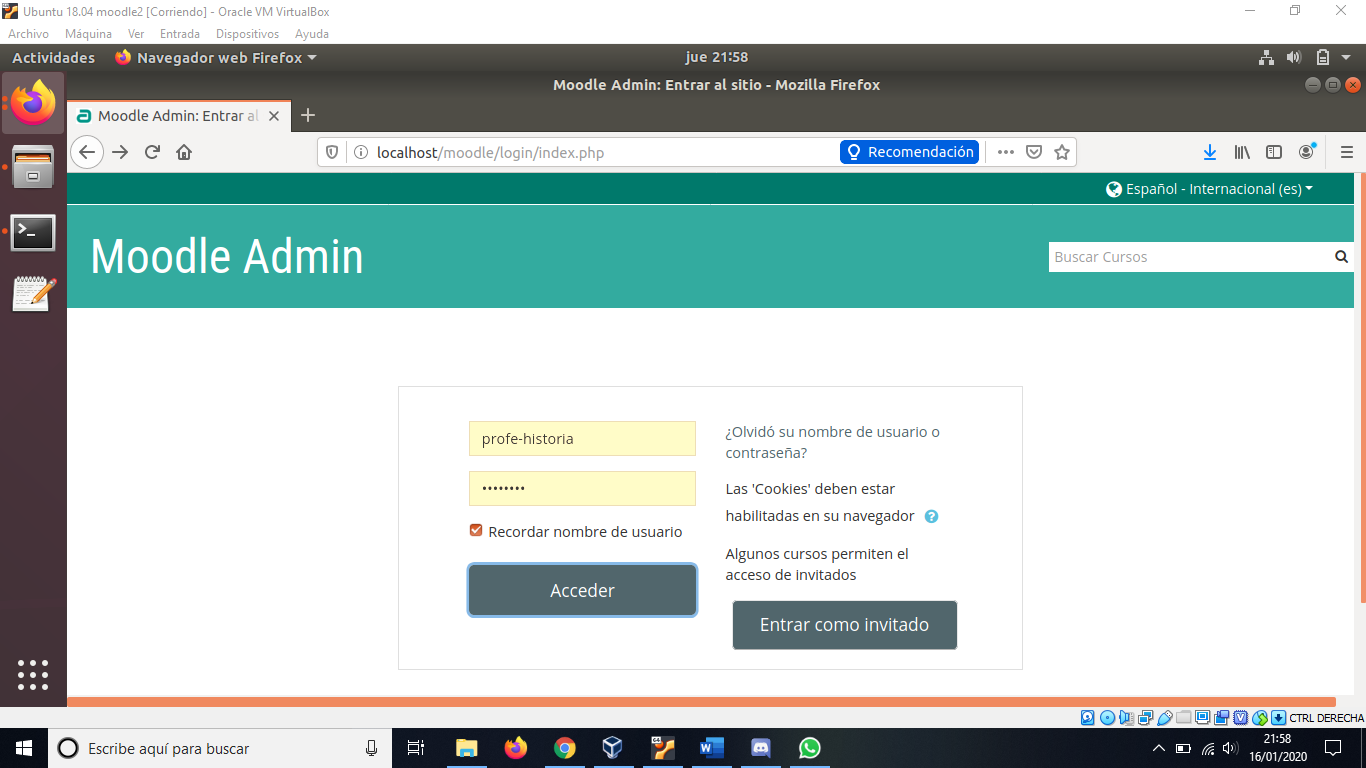 Ubuntu 18.04 moodle2 [Corriendo] - Oracle VM VirtualBox
Archivo Máquina Ver Entrada Dispositivos Ayuda
Actividades Navegador web Firefox jue 21:58
Moodle Admin: Entrar al sitio - Mozilla Firefox
Moodle Admin: Entrar al
localhost/moodle/login/index.php Recomendación
Español - Internacional (es)
Moodle Admin
Buscar Cursos
profe-historia
••••••••
Recordar nombre de usuario
Acceder
¿Olvidó su nombre de usuario o
contraseña?
Las 'Cookies' deben estar
habilitadas en su navegador
Algunos cursos permiten el
acceso de invitados
Entrar como invitado
CTRL DERECHA
Escribe aquí para buscar
21:58
16/01/2020